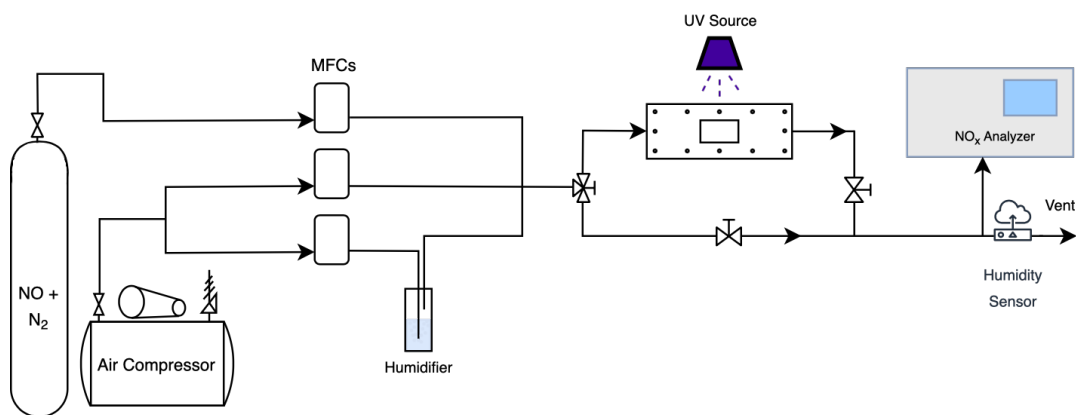 UV Source
MFCs
NOₓ Analyzer
Vent
Humidity
Sensor
NO +
N₂
Air Compressor
Humidifier